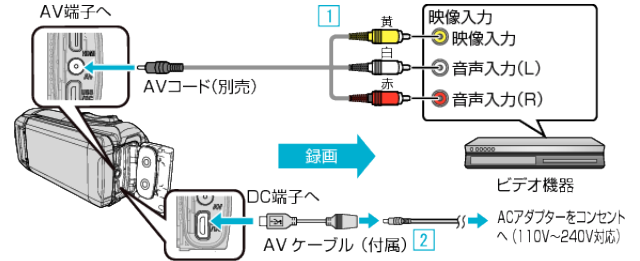 AV端子へ
1
映像入力
黄
映像入力
白
音声入力(L)
赤
音声入力(R)
AV
AVコード(別売)
録画
ビデオ機器
DC端子へ
AV ケーブル (付属)
2
ACアダプターをコンセント
へ (110V～240V対応)